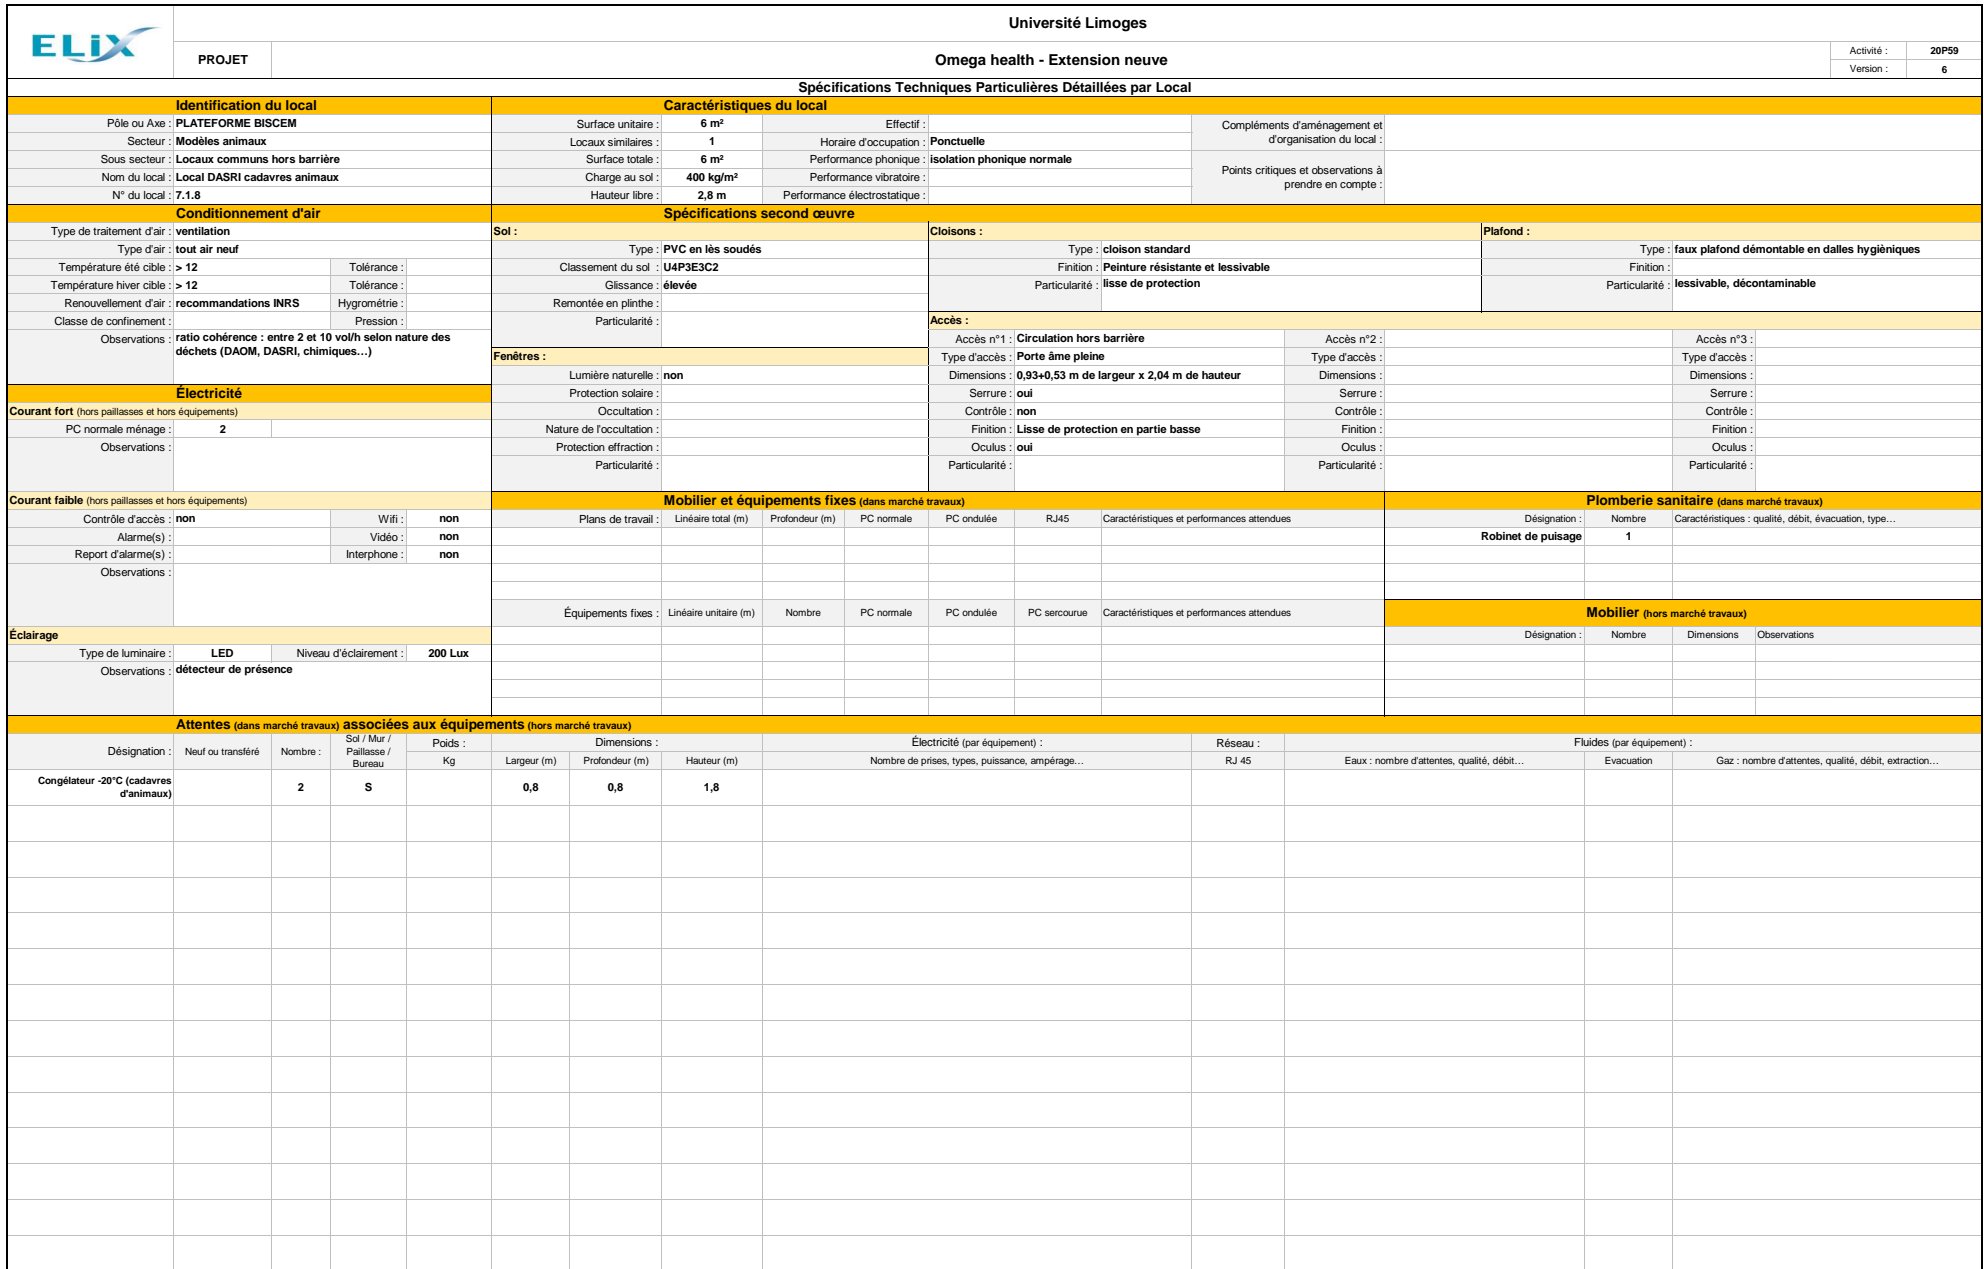 ELiX
Université Limoges
PROJET
Omega health - Extension neuve
Activité : 20P59
Version : 6
Spécifications Techniques Particulières Détaillées par Local
Identification du local
Pôle ou Axe : PLATEFORME BISCEM
Secteur : Modèles animaux
Sous secteur : Locaux communs hors barrière
Nom du local : Local DASRI cadavres animaux
N° du local : 7.1.8
Caractéristiques du local
Surface unitaire : 6 m²
Locaux similaires : 1
Surface totale : 6 m²
Charge au sol : 400 kg/m²
Hauteur libre : 2,8 m
Effectif :
Horaire d'occupation : Ponctuelle
Performance phonique : isolation phonique normale
Performance vibratoire :
Performance électrostatique :
Compléments d'aménagement et
d'organisation du local :
Points critiques et observations à
prendre en compte :
Conditionnement d'air
Type de traitement d'air : ventilation
Type d'air : tout air neuf
Température été cible : > 12 Tolérance :
Température hiver cible : > 12 Tolérance :
Renouvellement d'air : recommandations INRS Hygrométrie :
Classe de confinement : Pression :
Observations : ratio cohérence : entre 2 et 10 vol/h selon nature des
déchets (DAOM, DASRI, chimiques…)
Spécifications second œuvre
Sol :
Type : PVC en lès soudés
Classement du sol : U4P3E3C2
Glissance : élevée
Remontée en plinthe :
Particularité :
Cloisons :
Type : cloison standard
Finition : Peinture résistante et lessivable
Particularité : lisse de protection
Plafond :
Type : faux plafond démontable en dalles hygièniques
Finition :
Particularité : lessivable, décontaminable
Fenêtres :
Lumière naturelle : non
Protection solaire :
Occultation :
Nature de l'occultation :
Protection effraction :
Particularité :
Accès :
Accès n°1 : Circulation hors barrière
Type d'accès : Porte âme pleine
Dimensions : 0,93+0,53 m de largeur x 2,04 m de hauteur
Serrure : oui
Contrôle : non
Finition : Lisse de protection en partie basse
Oculus : oui
Particularité :
Accès n°2 :
Type d'accès :
Dimensions :
Serrure :
Contrôle :
Finition :
Oculus :
Particularité :
Accès n°3 :
Type d'accès :
Dimensions :
Serrure :
Contrôle :
Finition :
Oculus :
Particularité :
Électricité
Courant fort (hors paillasses et hors équipements)
PC normale ménage : 2
Observations :
Courant faible (hors paillasses et hors équipements)
Contrôle d'accès : non Wifi : non
Alarme(s) : Vidéo : non
Report d'alarme(s) : Interphone : non
Observations :
Éclairage
Type de luminaire : LED Niveau d'éclairement : 200 Lux
Observations : détecteur de présence
Mobilier et équipements fixes (dans marché travaux)
Plans de travail : Linéaire total (m) Profondeur (m) PC normale PC ondulée RJ45 Caractéristiques et performances attendues
Équipements fixes : Linéaire unitaire (m) Nombre PC normale PC ondulée PC sercourue Caractéristiques et performances attendues
Plomberie sanitaire (dans marché travaux)
Désignation : Nombre Caractéristiques : qualité, débit, évacuation, type…
Robinet de puisage 1
Mobilier (hors marché travaux)
Désignation : Nombre Dimensions Observations
Attentes (dans marché travaux) associées aux équipements (hors marché travaux)
Désignation : Neuf ou transféré Nombre : Sol / Mur /
Paillasse /
Bureau
Poids : Dimensions : Électricité (par équipement) : Réseau : Fluides (par équipement) :
Kg Largeur (m) Profondeur (m) Hauteur (m) Nombre de prises, types, puissance, ampérage… RJ 45 Eaux : nombre d'attentes, qualité, débit… Evacuation Gaz : nombre d'attentes, qualité, débit, extraction…
Congélateur -20°C (cadavres
d'animaux) 2 S 0,8 0,8 1,8